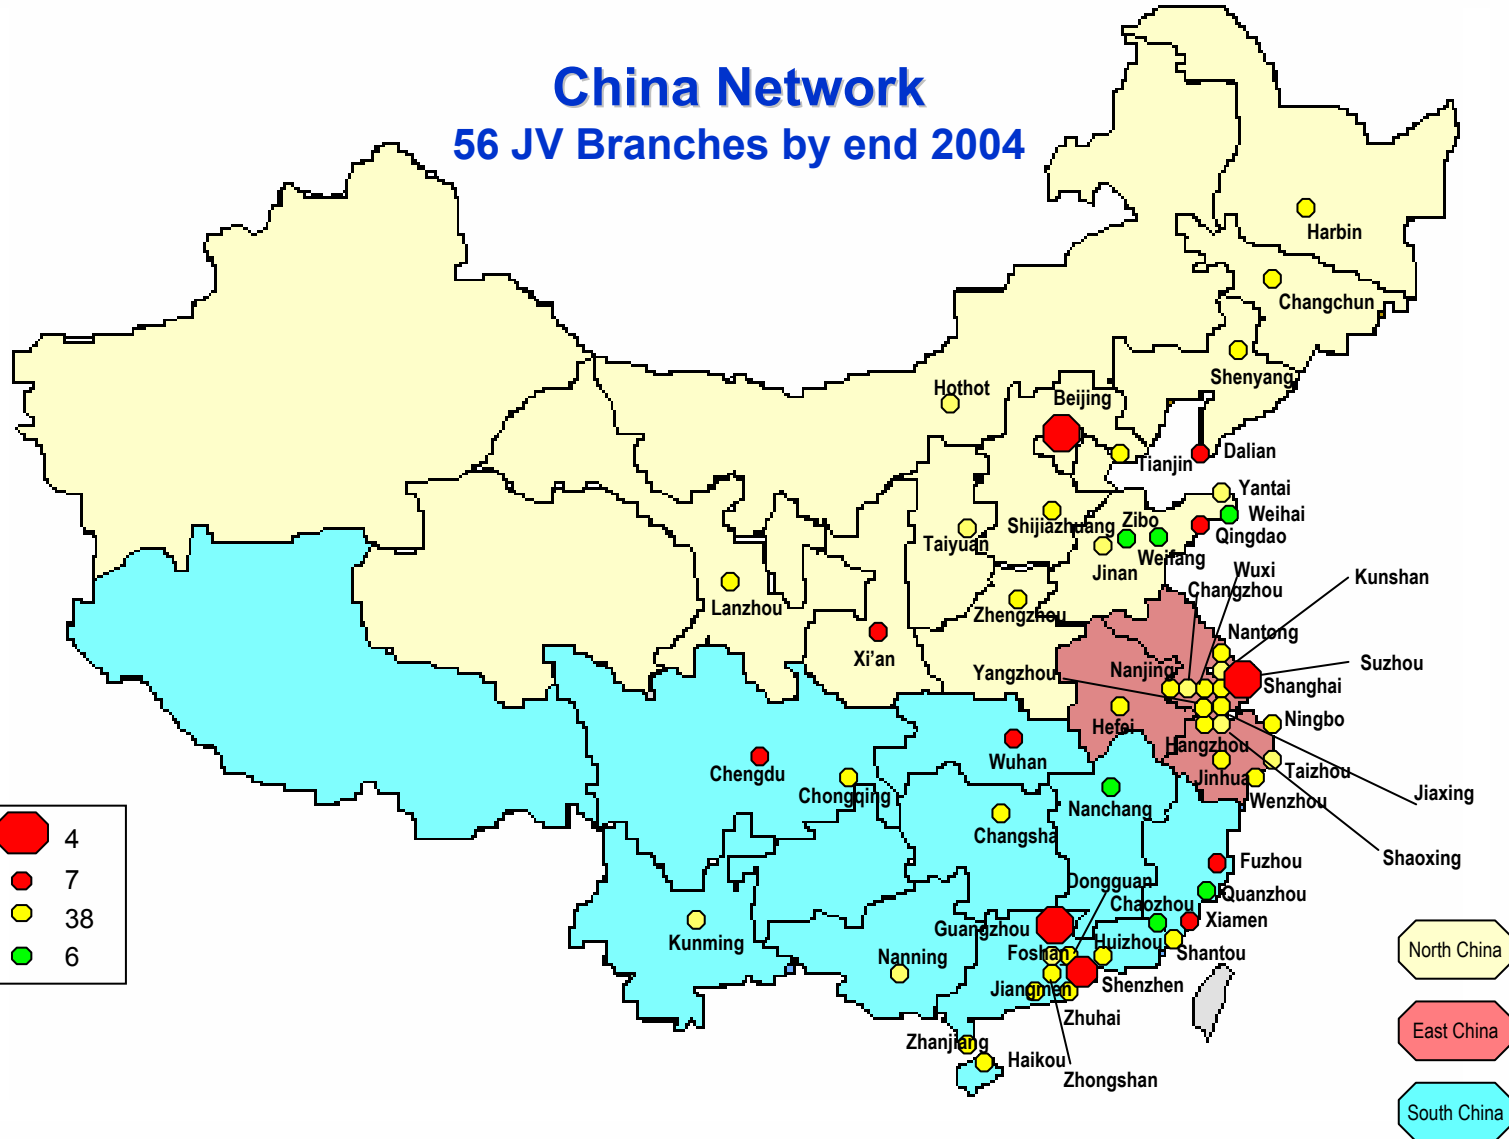 China Network
56 JV Branches by end 2004
Harbin
Changchun
Shenyang
Hothot
Beijing
Tianjin
Dalian
Yantai
Weihai
Qingdao
Shijiazhuang
Zibo
Weifang
Taiyuan
Jinan
Wuxi
Changzhou
Kunshan
Lanzhou
Zhengzhou
Nantong
Xi'an
Yangzhou
Nanjing
Suzhou
Shanghai
Hefei
Ningbo
Hangzhou
Wuhan
Chengdu
Chongqing
Jinhua
Taizhou
Jiaxing
Nanchang
Wenzhou
Changsha
Shaoxing
Fuzhou
Dongguan
Quanzhou
Chaozhou
Xiamen
Guangzhou
Kunming
Nanning
Foshan
Huizhou
Shantou
Jiangmen
Shenzhen
Zhuhai
Zhanjiang
Haikou
Zhongshan
4
7
38
6
North China
East China
South China